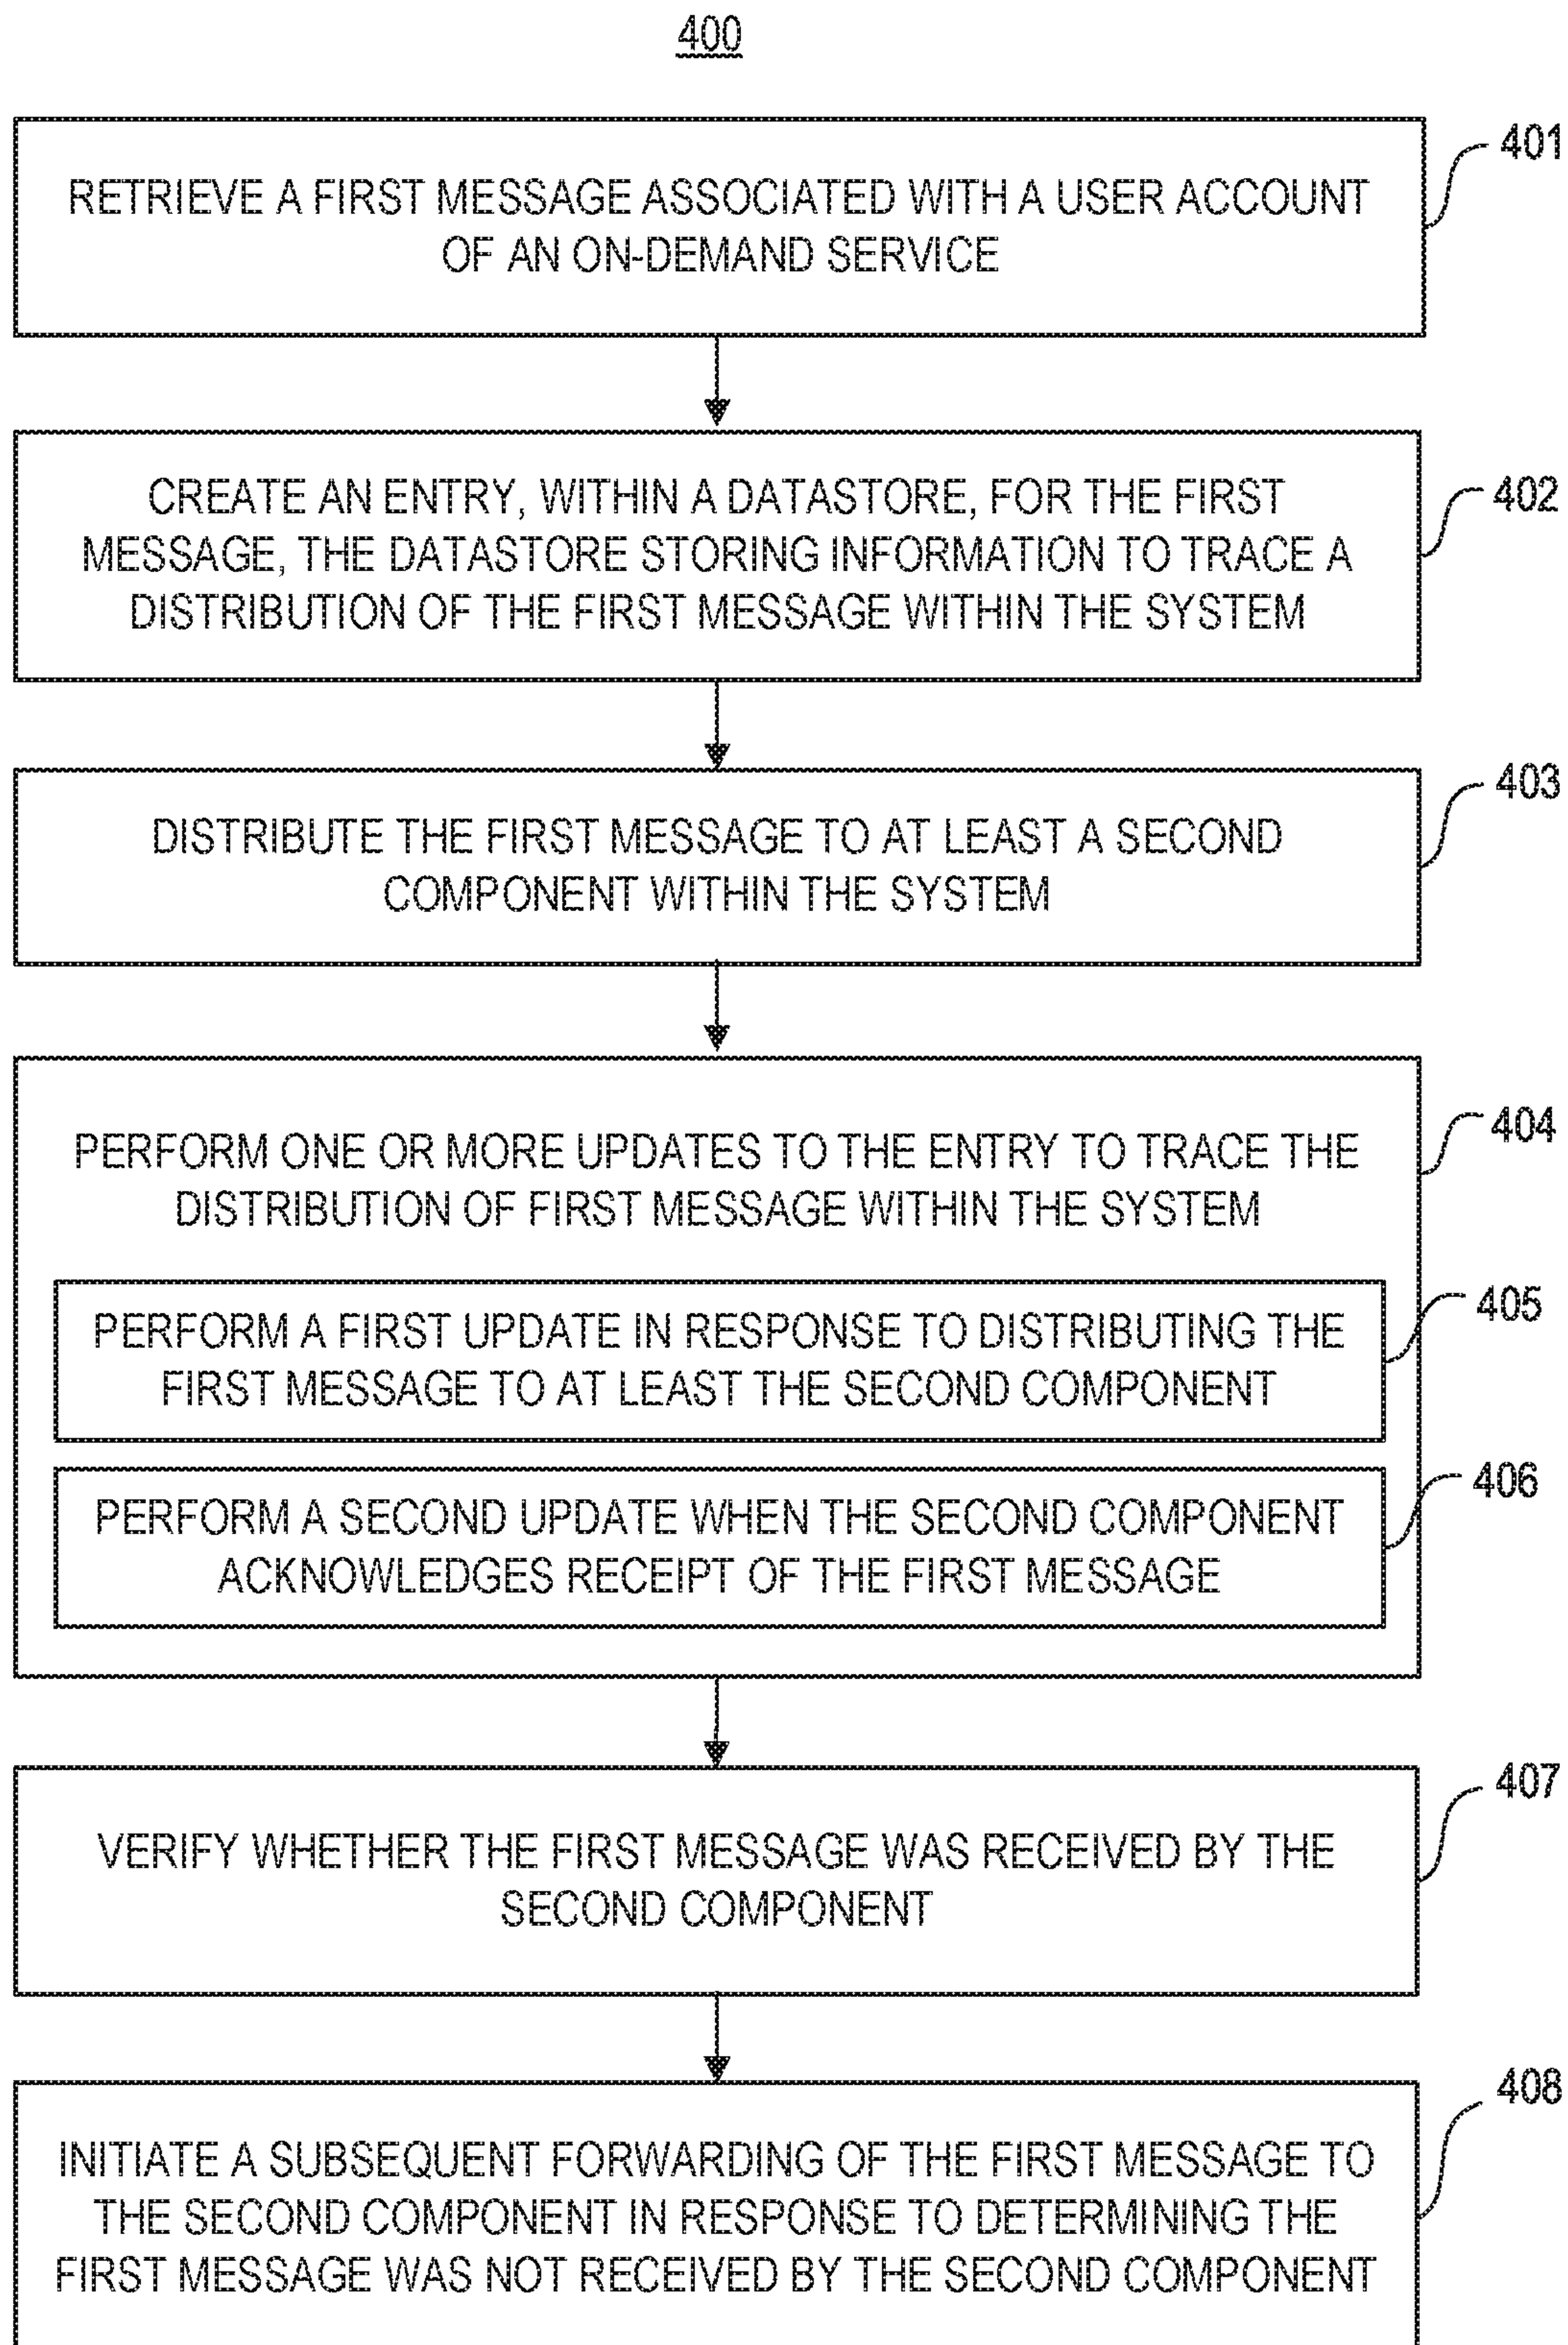 400
401
RETRIEVE A FIRST MESSAGE ASSOCIATED WITH A USER ACCOUNT
OF AN ON-DEMAND SERVICE
402
CREATE AN ENTRY, WITHIN A DATASTORE, FOR THE FIRST
MESSAGE, THE DATASTORE STORING INFORMATION TO TRACE A
DISTRIBUTION OF THE FIRST MESSAGE WITHIN THE SYSTEM
403
DISTRIBUTE THE FIRST MESSAGE TO AT LEAST A SECOND
COMPONENT WITHIN THE SYSTEM
404
PERFORM ONE OR MORE UPDATES TO THE ENTRY TO TRACE THE
DISTRIBUTION OF FIRST MESSAGE WITHIN THE SYSTEM
405
PERFORM A FIRST UPDATE IN RESPONSE TO DISTRIBUTING THE
FIRST MESSAGE TO AT LEAST THE SECOND COMPONENT
406
PERFORM A SECOND UPDATE WHEN THE SECOND COMPONENT
ACKNOWLEDGES RECEIPT OF THE FIRST MESSAGE
407
VERIFY WHETHER THE FIRST MESSAGE WAS RECEIVED BY THE
SECOND COMPONENT
408
INITIATE A SUBSEQUENT FORWARDING OF THE FIRST MESSAGE TO
THE SECOND COMPONENT IN RESPONSE TO DETERMINING THE
FIRST MESSAGE WAS NOT RECEIVED BY THE SECOND COMPONENT